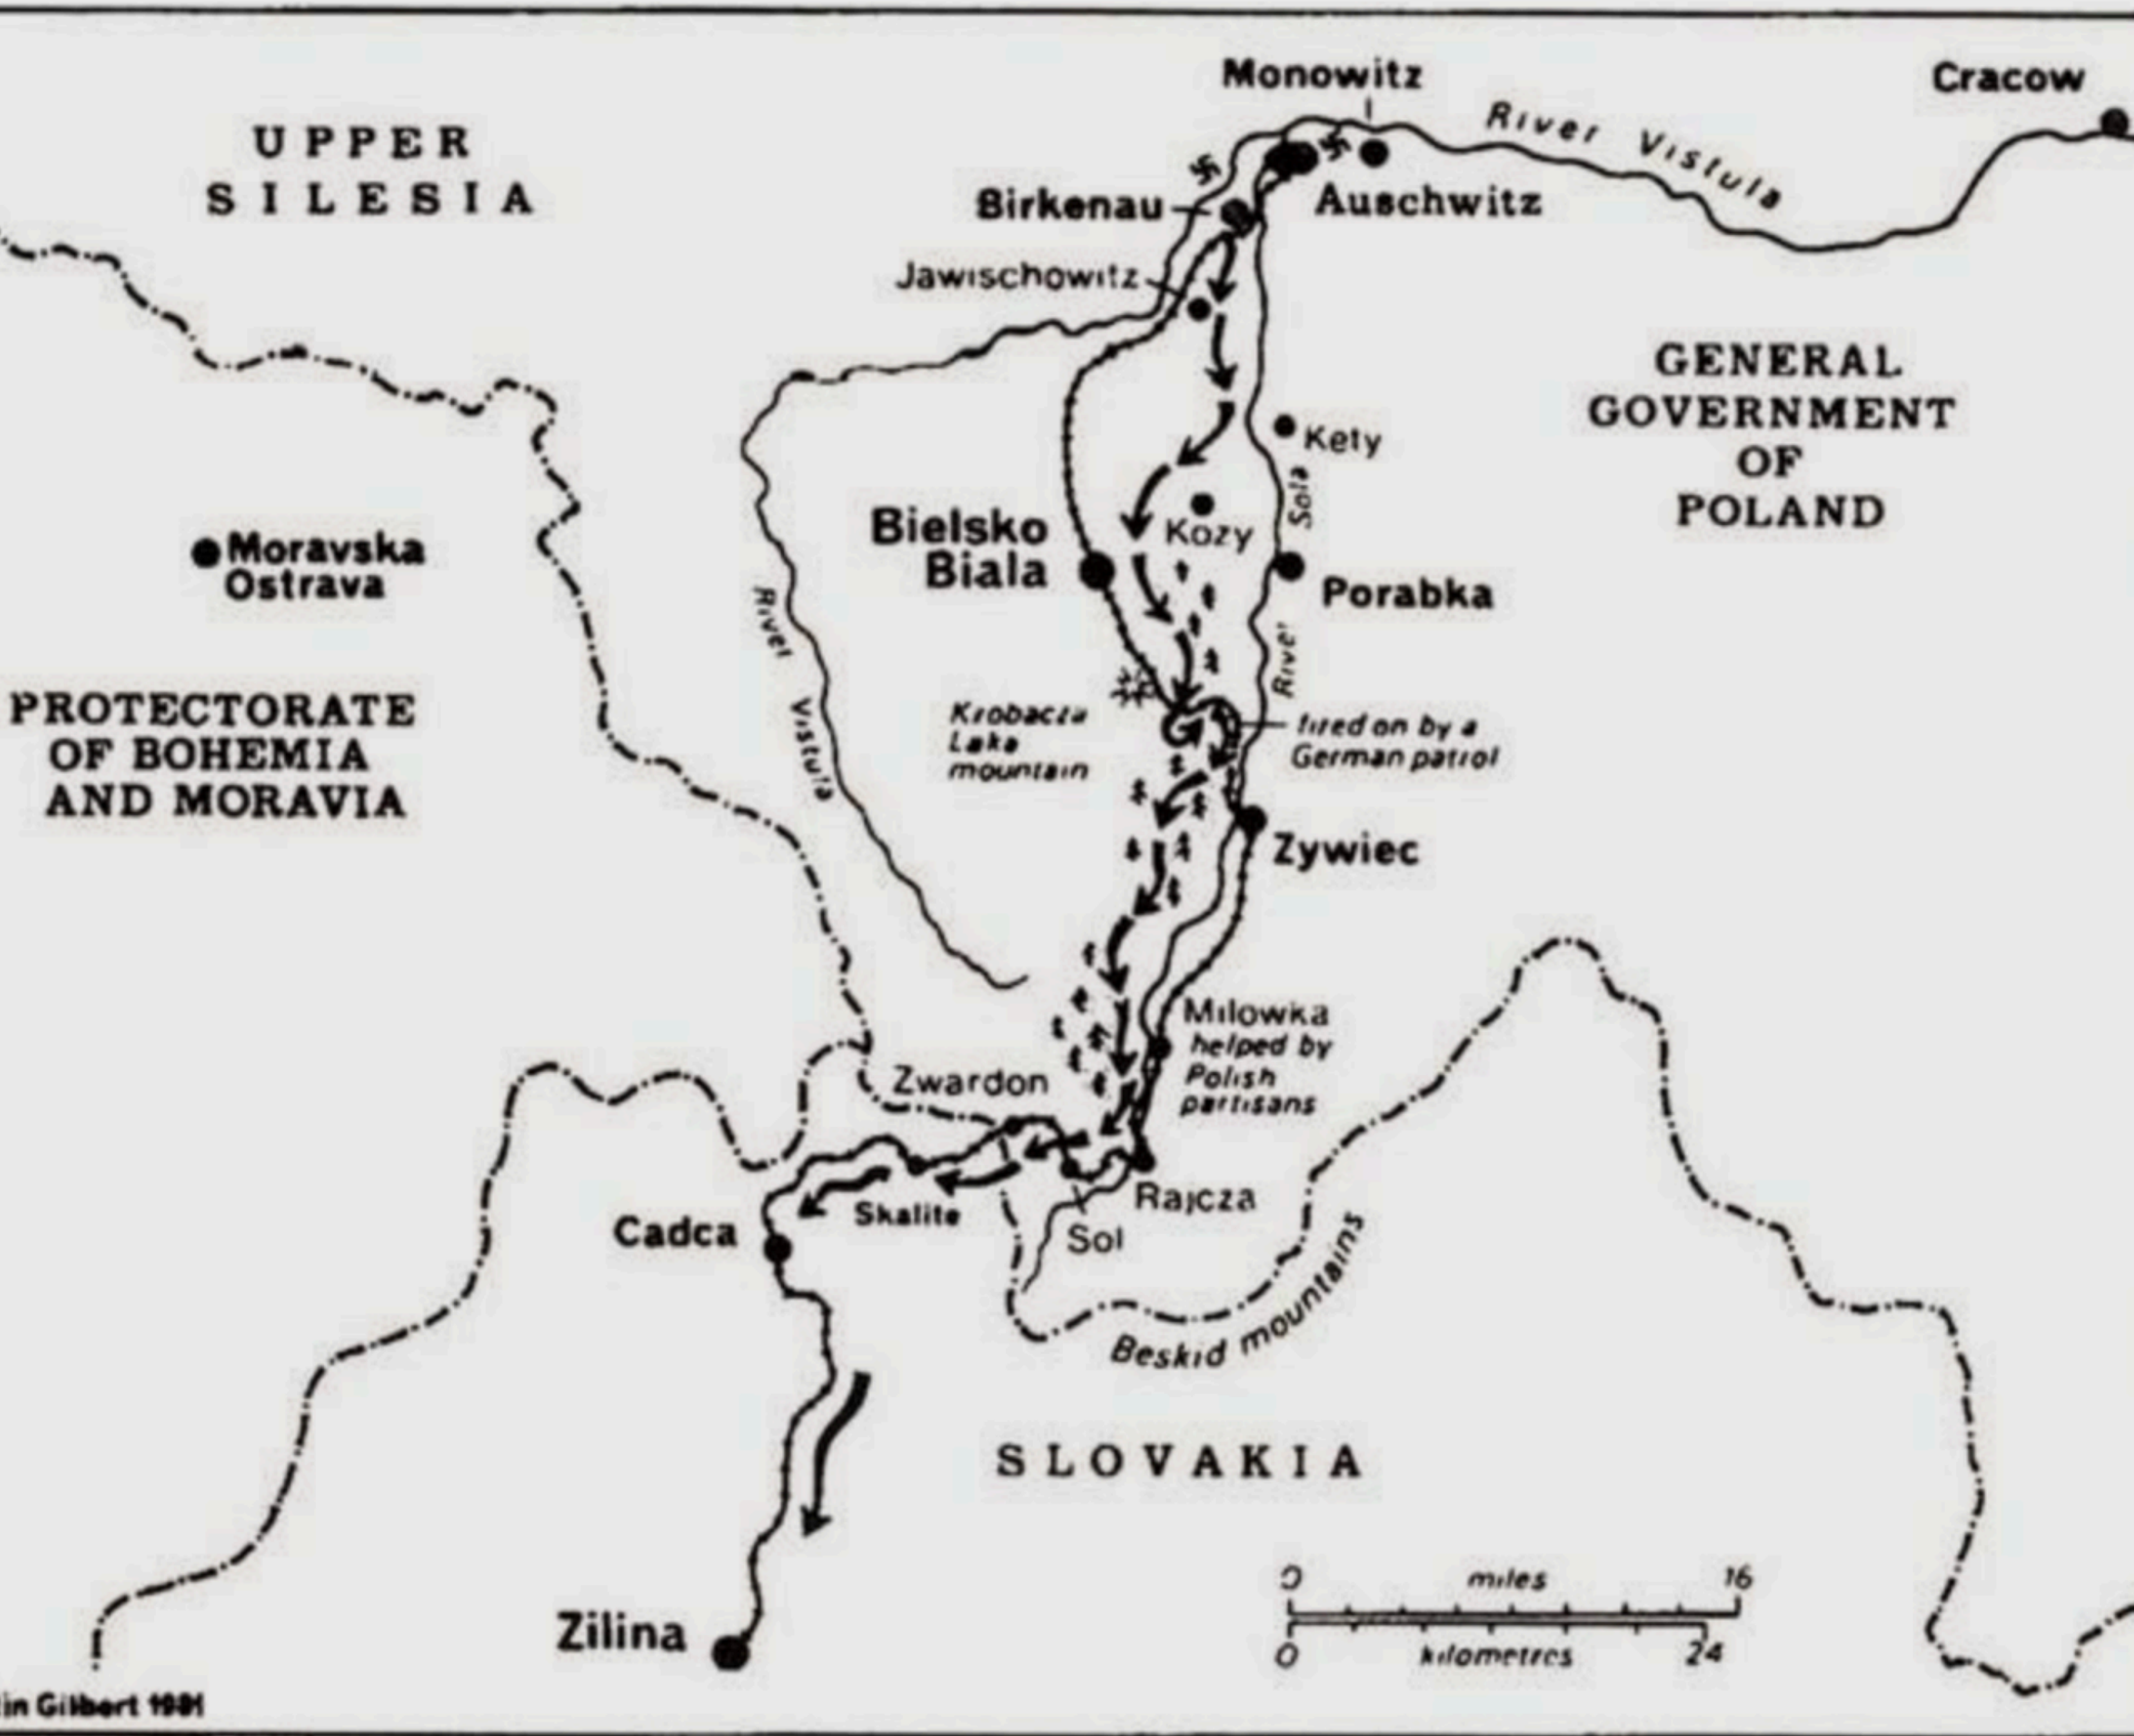 Monowitz
Cracow
UPPER
SILESIA
River Vistula
Birkenau
Auschwitz
Jawischowitz
GENERAL
GOVERNMENT
OF
POLAND
Kety
Sola
Bielsko
Biala
Kozy
Moravska
Ostrava
Porabka
River
River Vistula
PROTECTORATE
OF BOHEMIA
AND MORAVIA
Krobacza
Laka
mountain
fired on by a
German patrol
Zywiec
Milowka
helped by
Polish
partisans
Zwardon
Rajcza
Skalite
Cadca
Sol
Beskid mountains
SLOVAKIA
0 miles 16
0 kilometres 24
Zilina
in Gilbert 1981